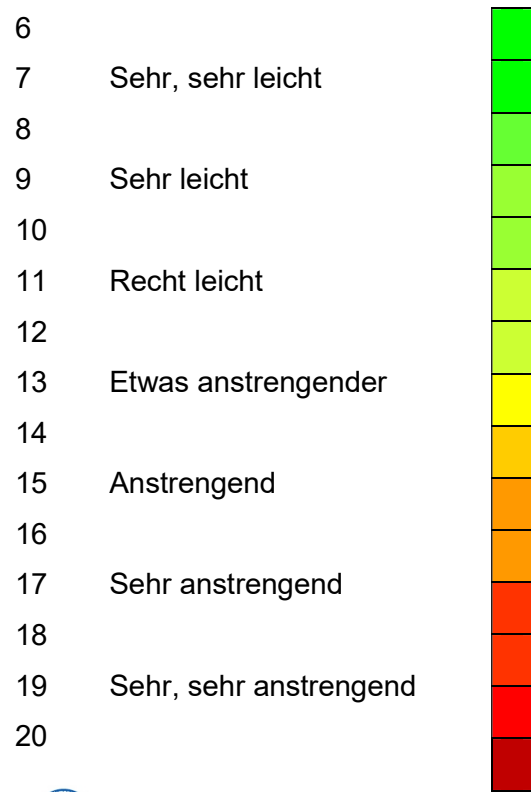 6
7 Sehr, sehr leicht
8
9 Sehr leicht
10
11 Recht leicht
12
13 Etwas anstrengender
14
15 Anstrengend
16
17 Sehr anstrengend
18
19 Sehr, sehr anstrengend
20